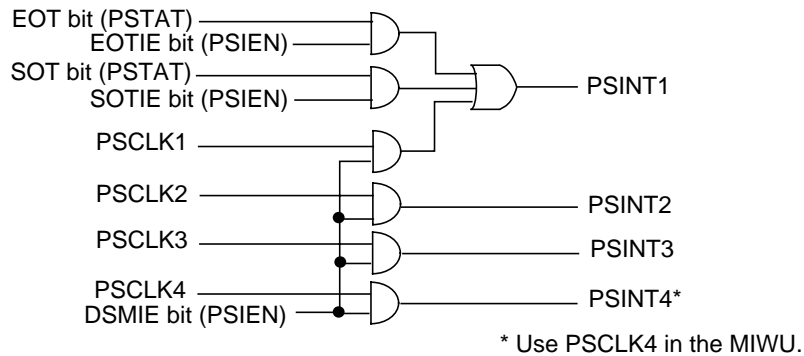 EOT bit (PSTAT)
EOTIE bit (PSIEN)
SOT bit (PSTAT)
SOTIE bit (PSIEN)
PSINT1
PSCLK1
PSCLK2
PSINT2
PSCLK3
PSINT3
PSCLK4
PSINT4*
DSMIE bit (PSIEN)
* Use PSCLK4 in the MIWU.